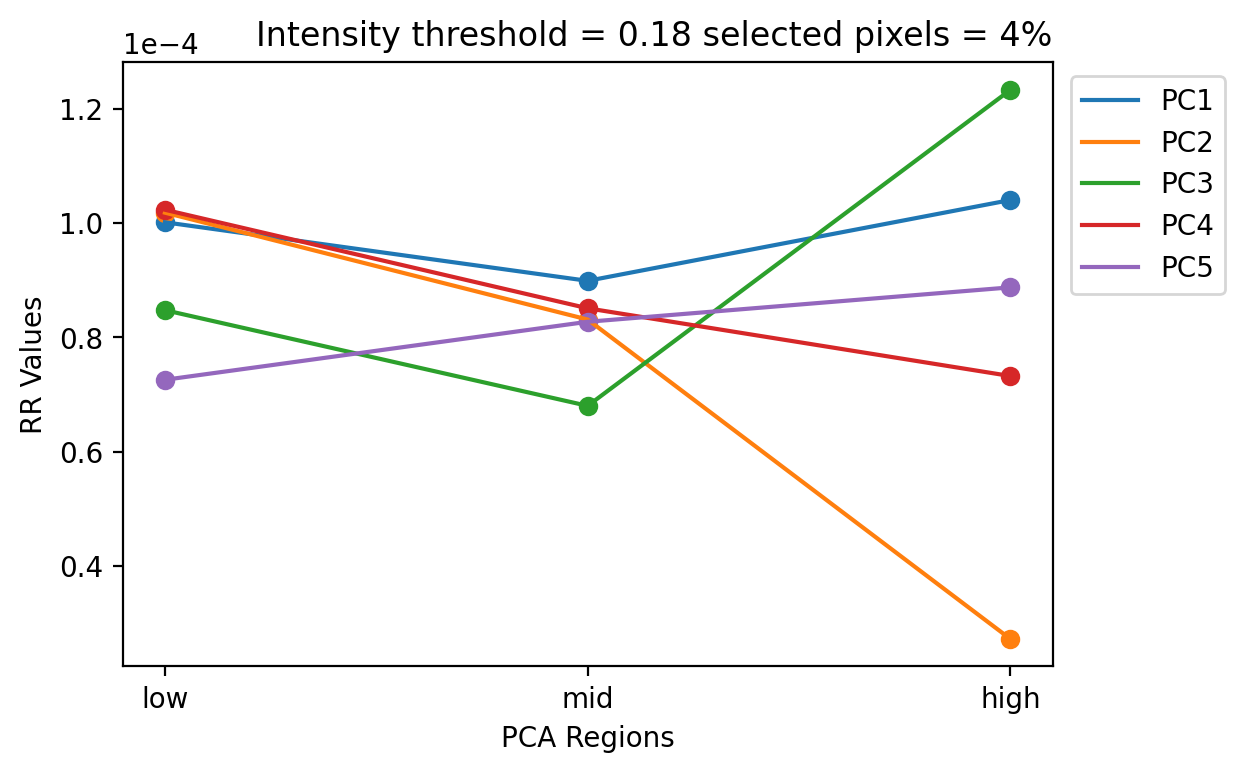 Intensity threshold = 0.18 selected pixels = 4%
1e−4
1.2
1.0
0.8
0.6
0.4
RR Values
low
mid
high
PCA Regions
PC1
PC2
PC3
PC4
PC5